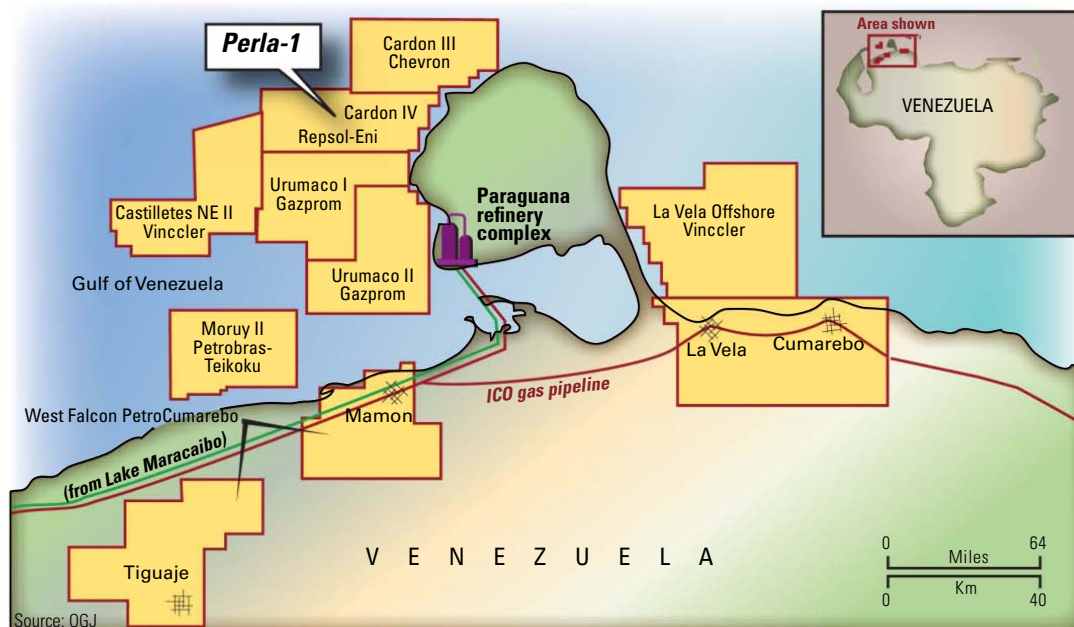 Perla-1
Cardon III
Chevron
Area shown
VENEZUELA
Cardon IV
Repsol-Eni
Urumaco I
Gazprom
Castilletes NE II
Vinccler
Paraguana
refinery
complex
La Vela Offshore
Vinccler
Gulf of Venezuela
Urumaco II
Gazprom
Moruy II
Petrobras-
Teikoku
La Vela
Cumarebo
ICO gas pipeline
West Falcon PetroCumarebo
Mamon
(from Lake Maracaibo)
VENEZUELA
0 64
Miles
Km
0 40
Tiguaje
Source: OGJ